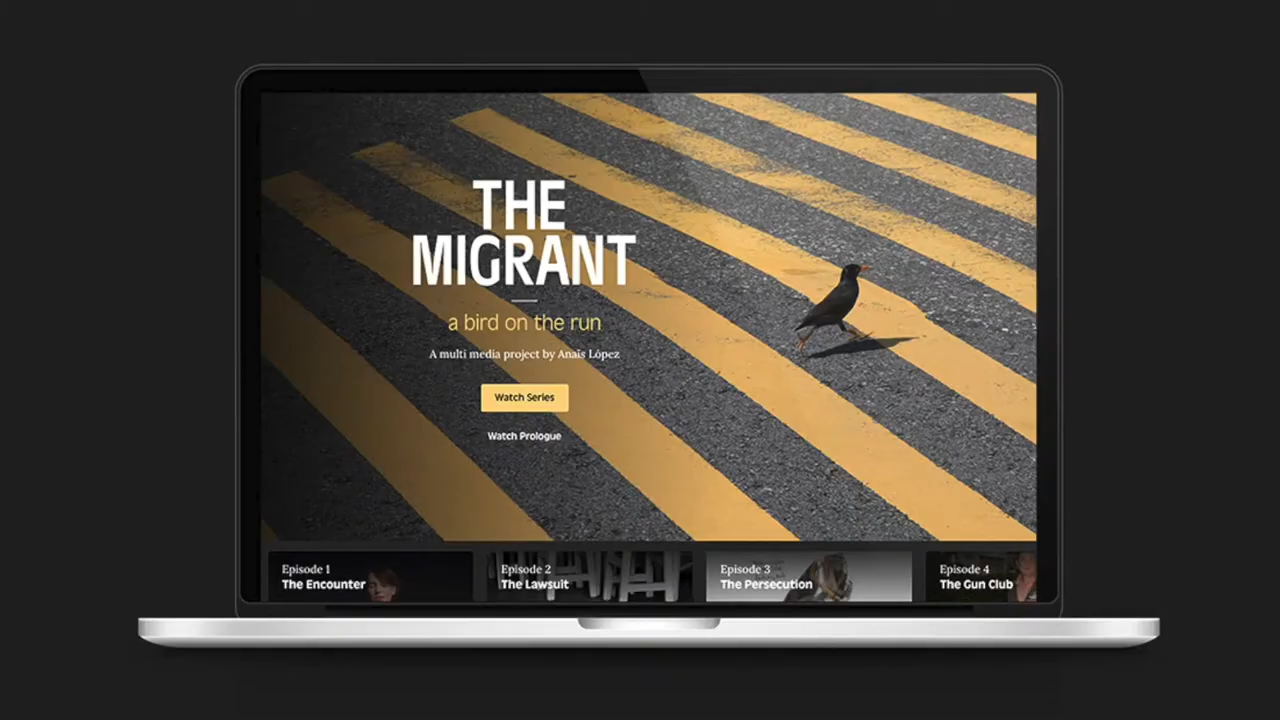 THE
MIGRANT
a bird on the run
A multi media project by Anaïs López
Watch Series
Watch Prologue
Episode 1
The Encounter
Episode 2
The Lawsuit
Episode 3
The Persecution
Episode 4
The Gun Club